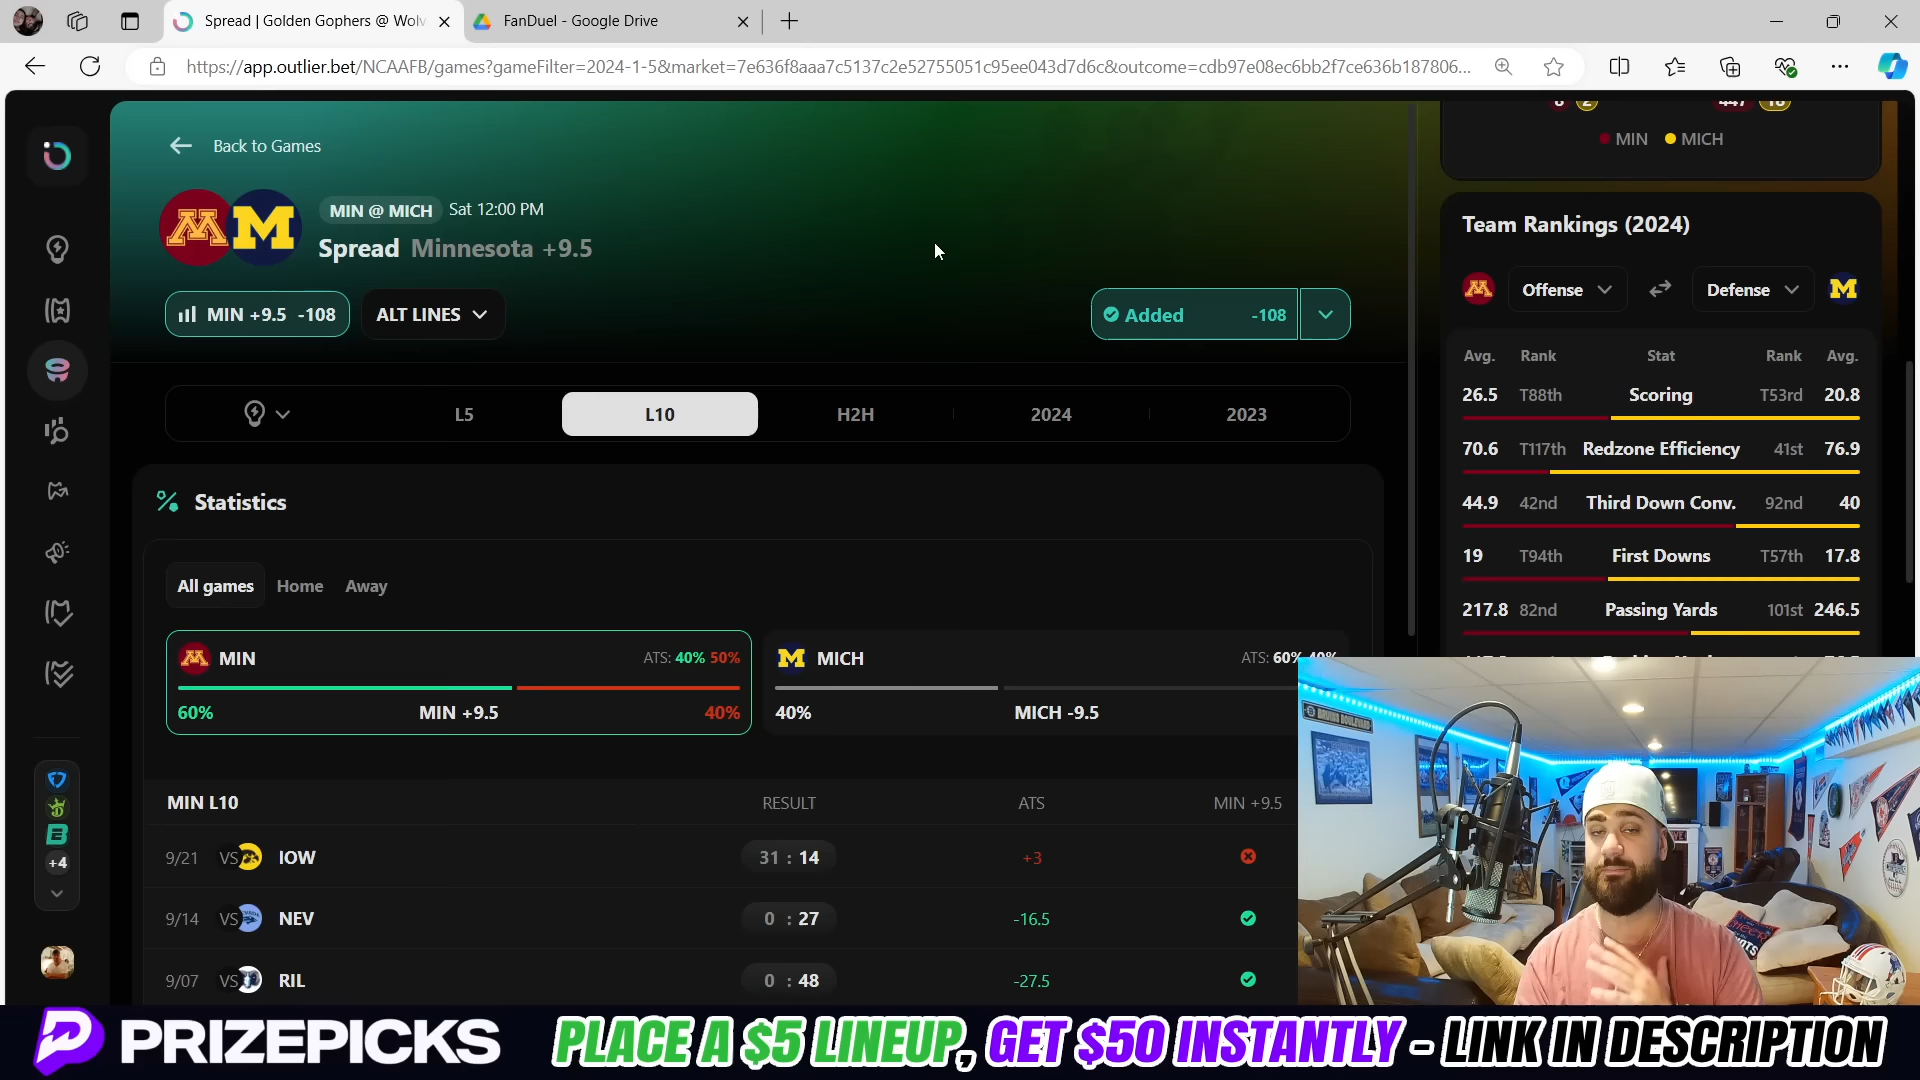 Spread | Golden Gophers @ Wolv
FanDuel - Google Drive
https://app.outlier.bet/NCAAFB/games?gameFilter=2024-1-5&market=7e636f8aaa7c5137c2e52755051c95ee043d7d6c&outcome=cdb97e08ec6bb2f7ce636b187806...
Back to Games
MIN @ MICH Sat 12:00 PM
Spread Minnesota +9.5
MIN +9.5 -108
ALT LINES
Added -108
L5
L10
H2H
2024
2023
Statistics
All games
Home
Away
MIN ATS: 40% 50%
60% MIN +9.5 40%
MICH ATS: 60% 40%
40% MICH -9.5
MIN L10 RESULT ATS MIN +9.5
9/21 VS IOW 31 : 14 +3
9/14 VS NEV 0 : 27 -16.5
9/07 VS RIL 0 : 48 -27.5
+4
MIN MICH
Team Rankings (2024)
Offense Defense
Avg. Rank Stat Rank Avg.
26.5 T88th Scoring T53rd 20.8
70.6 T117th Redzone Efficiency 41st 76.9
44.9 42nd Third Down Conv. 92nd 40
19 T94th First Downs T57th 17.8
217.8 82nd Passing Yards 101st 246.5
PRIZEPICKS
PLACE A $5 LINEUP, GET $50 INSTANTLY - LINK IN DESCRIPTION